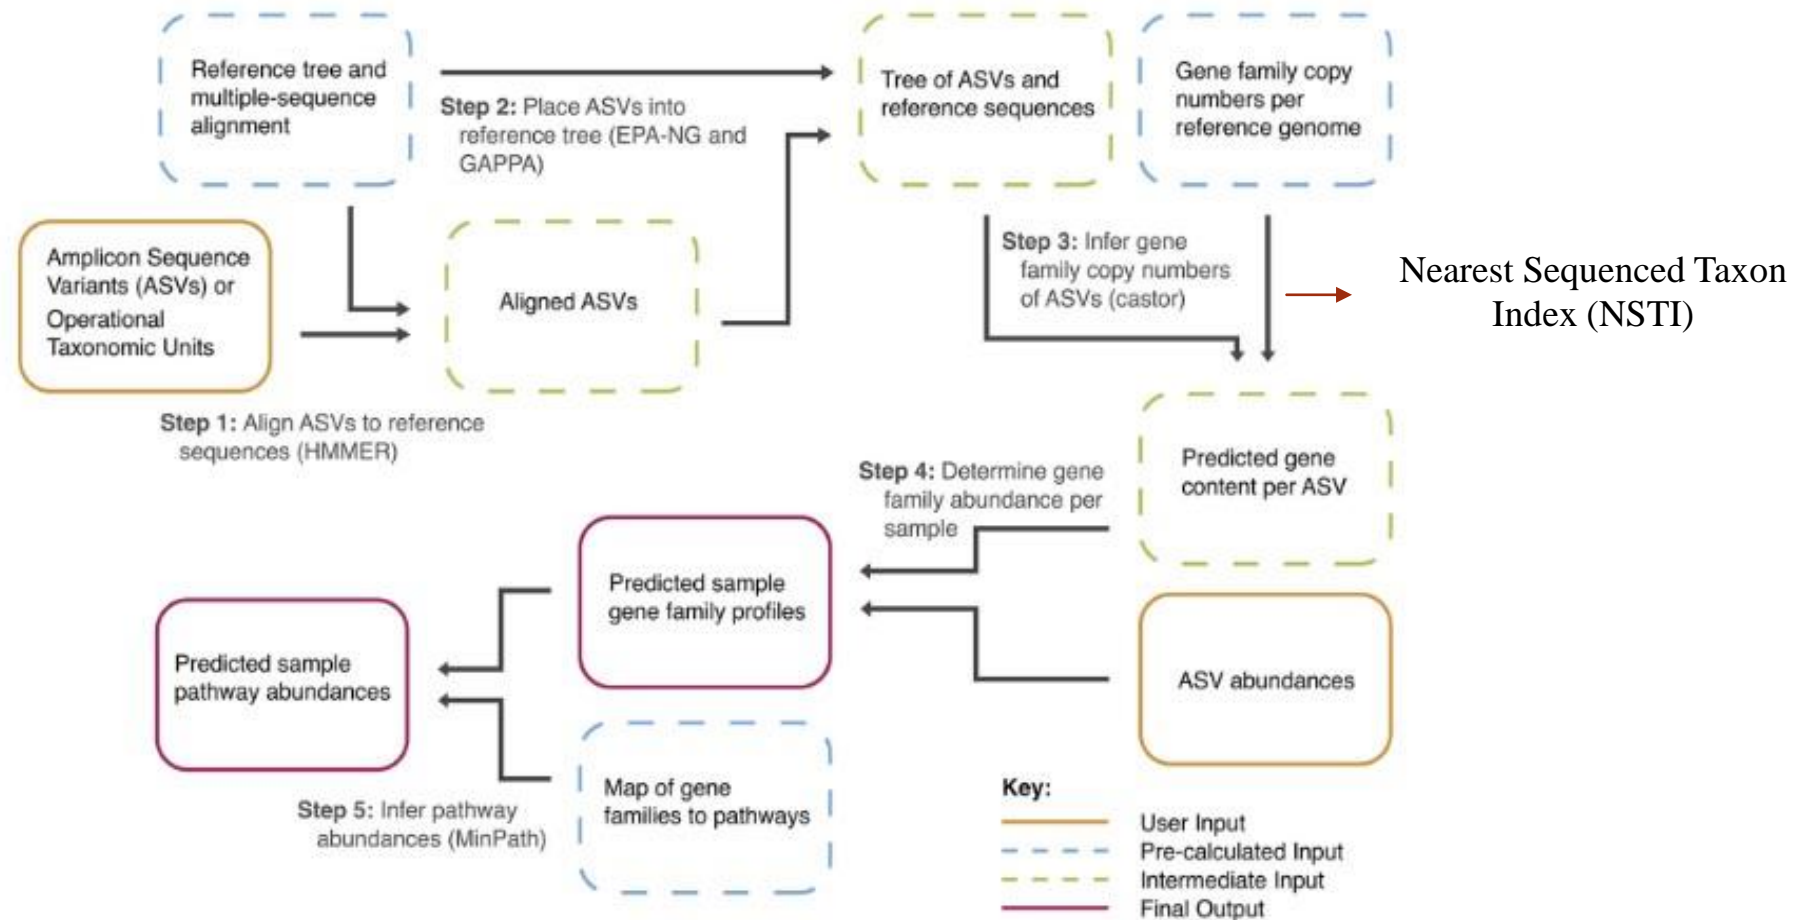 Reference tree and
multiple-sequence
alignment
Step 2: Place ASVs into
reference tree (EPA-NG and
GAPPA)
Tree of ASVs and
reference sequences
Gene family copy
numbers per
reference genome
Amplicon Sequence
Variants (ASVs) or
Operational
Taxonomic Units
Aligned ASVs
Step 3: Infer gene
family copy numbers
of ASVs (castor)
Nearest Sequenced Taxon
Index (NSTI)
Step 1: Align ASVs to reference
sequences (HMMER)
Step 4: Determine gene
family abundance per
sample
Predicted gene
content per ASV
Predicted sample
gene family profiles
Predicted sample
pathway abundances
ASV abundances
Step 5: Infer pathway
abundances (MinPath)
Map of gene
families to pathways
Key:
User Input
Pre-calculated Input
Intermediate Input
Final Output